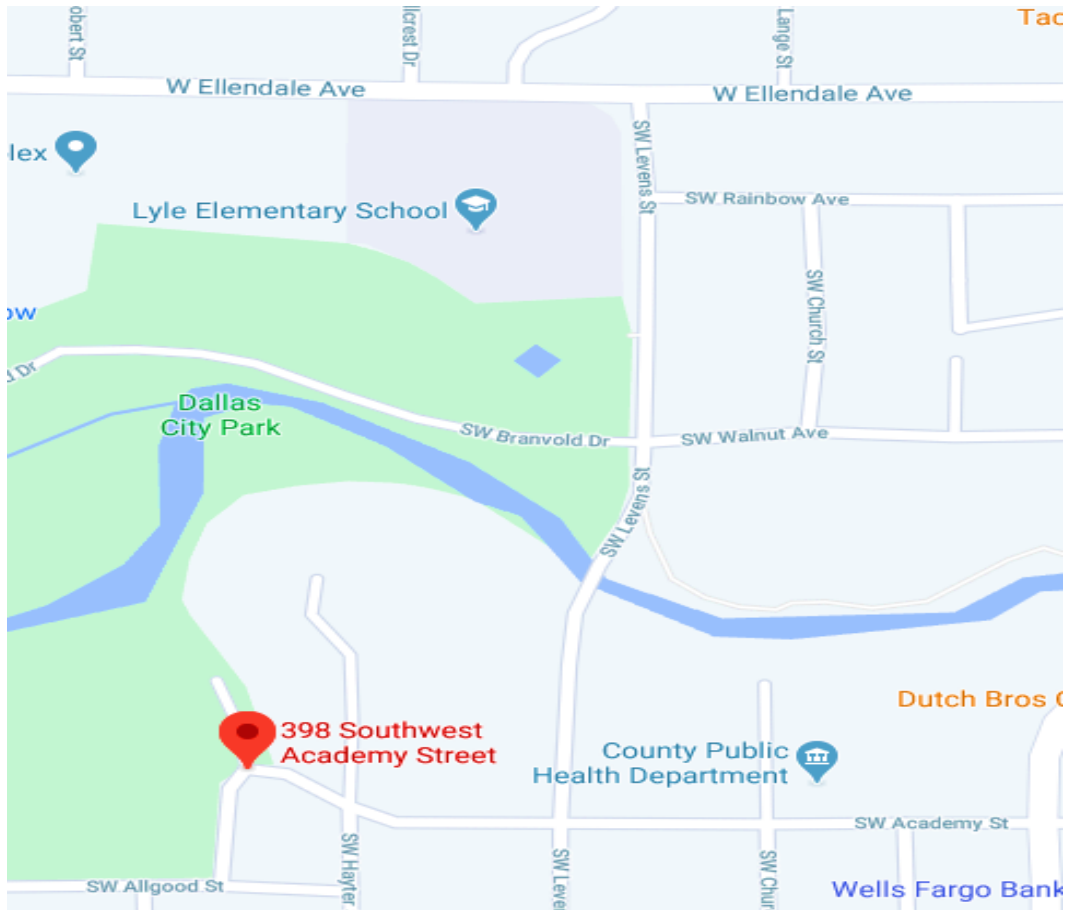 obert St
llcrest Dr
Lange St
Tac
W Ellendale Ave
W Ellendale Ave
lex
SW Levens St
SW Rainbow Ave
Lyle Elementary School
SW Church St
ow
d Dr
Dallas
City Park
SW Branvold Dr
SW Walnut Ave
SW Levens St
SW Levens St
Dutch Bros C
398 Southwest
Academy Street
County Public
Health Department
SW Academy St
SW Hayter
SW Leve
SW Chur
SW Allgood St
Wells Fargo Bank